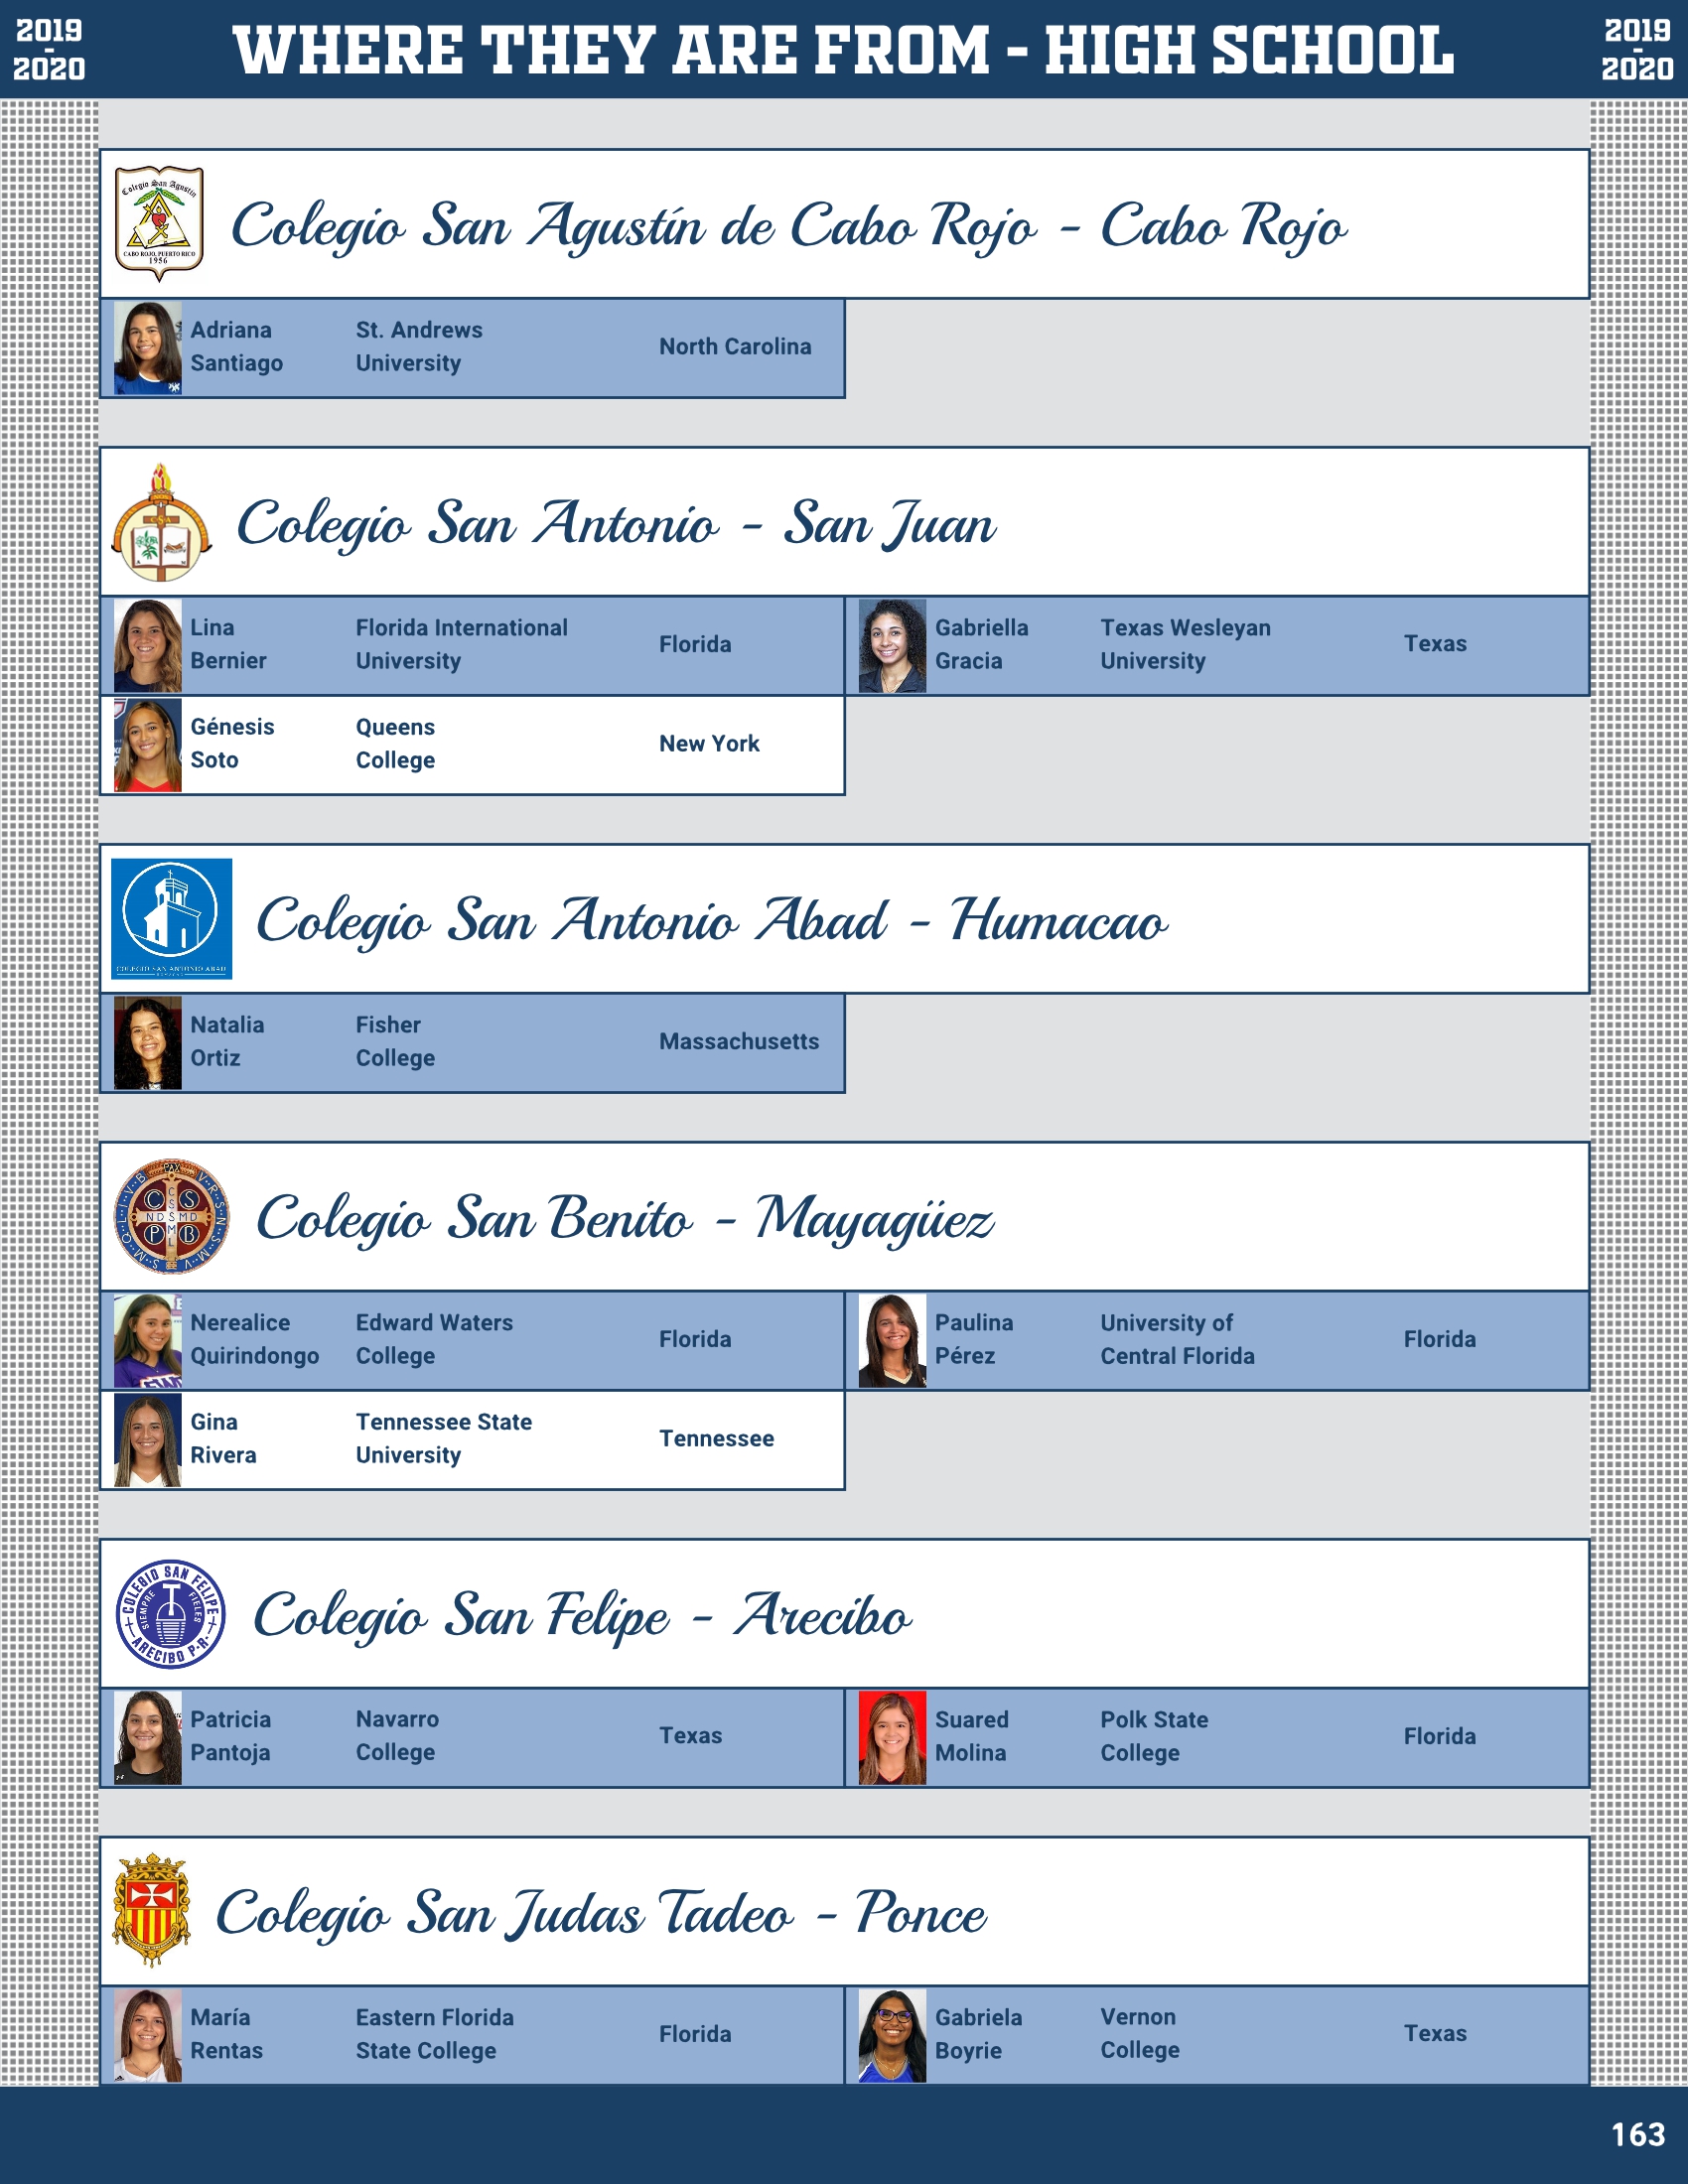 2019
-
2020
WHERE THEY ARE FROM - HIGH SCHOOL
2019
-
2020
Colegio San Agustín
CABO ROJO, PUERTO RICO
1956
Colegio San Agustín de Cabo Rojo - Cabo Rojo
Adriana
Santiago
St. Andrews
University
North Carolina
CSA
Colegio San Antonio - San Juan
Lina
Bernier
Florida International
University
Florida
Gabriella
Gracia
Texas Wesleyan
University
Texas
Génesis
Soto
Queens
College
New York
COLEGIO SAN ANTONIO ABAD
Colegio San Antonio Abad - Humacao
Natalia
Ortiz
Fisher
College
Massachusetts
PAX
V·R·S·N·S·M·V
S·M·Q·L·I·V·B
C S
P B
C S S M L
N D S M D
Colegio San Benito - Mayagüez
Nerealice
Quirindongo
Edward Waters
College
Florida
Paulina
Pérez
University of
Central Florida
Florida
Gina
Rivera
Tennessee State
University
Tennessee
COLEGIO SAN FELIPE
SIEMPRE FIELES
ARECIBO P.R.
Colegio San Felipe - Arecibo
Patricia
Pantoja
Navarro
College
Texas
Suared
Molina
Polk State
College
Florida
Colegio San Judas Tadeo - Ponce
María
Rentas
Eastern Florida
State College
Florida
Gabriela
Boyrie
Vernon
College
Texas
163